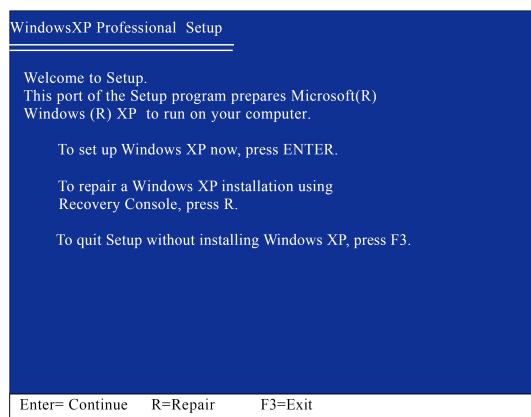 WindowsXP Professional Setup
Welcome to Setup.
This port of the Setup program prepares Microsoft(R)
Windows (R) XP to run on your computer.
To set up Windows XP now, press ENTER.
To repair a Windows XP installation using
Recovery Console, press R.
To quit Setup without installing Windows XP, press F3.
Enter= Continue R=Repair F3=Exit